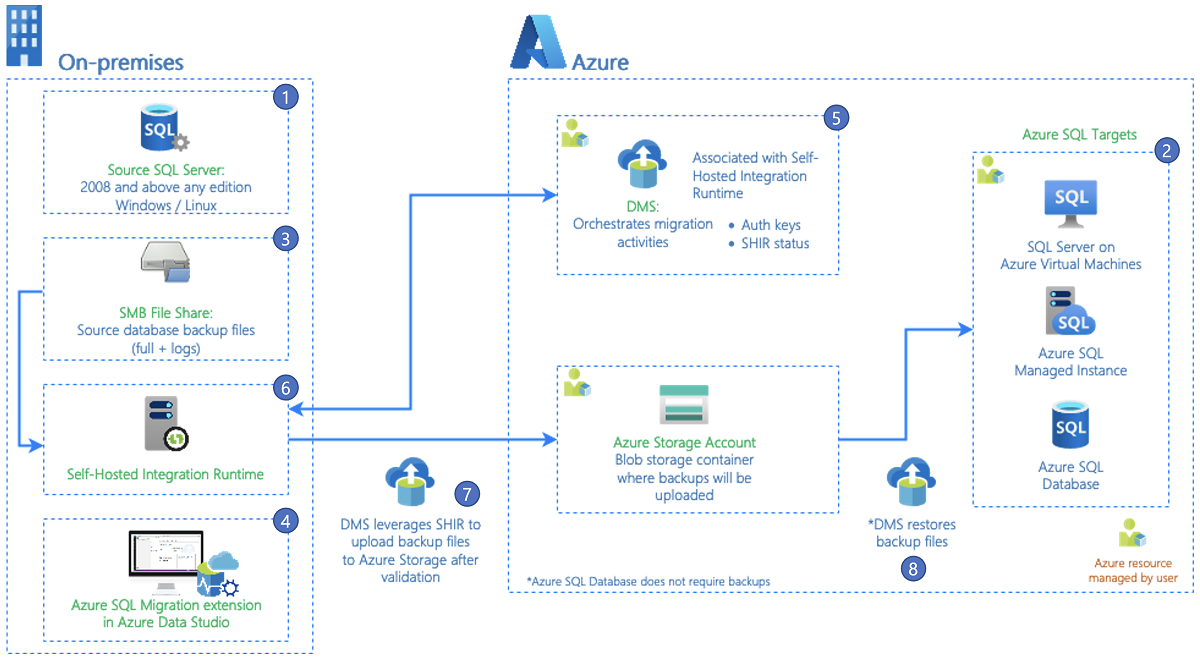 On-premises
1
SQL
Source SQL Server:
2008 and above any edition
Windows / Linux
3
SMB File Share:
Source database backup files
(full + logs)
6
Self-Hosted Integration Runtime
4
Azure SQL Migration extension
in Azure Data Studio
7
DMS leverages SHIR to
upload backup files
to Azure Storage after
validation
Azure
5
DMS:
Orchestrates migration
activities
Associated with Self-
Hosted Integration
Runtime
• Auth keys
• SHIR status
Azure Storage Account
Blob storage container
where backups will be
uploaded
*DMS restores
backup files
8
*Azure SQL Database does not require backups
Azure SQL Targets
2
SQL
SQL Server on
Azure Virtual Machines
SQL
Azure SQL
Managed Instance
SQL
Azure SQL
Database
Azure resource
managed by user